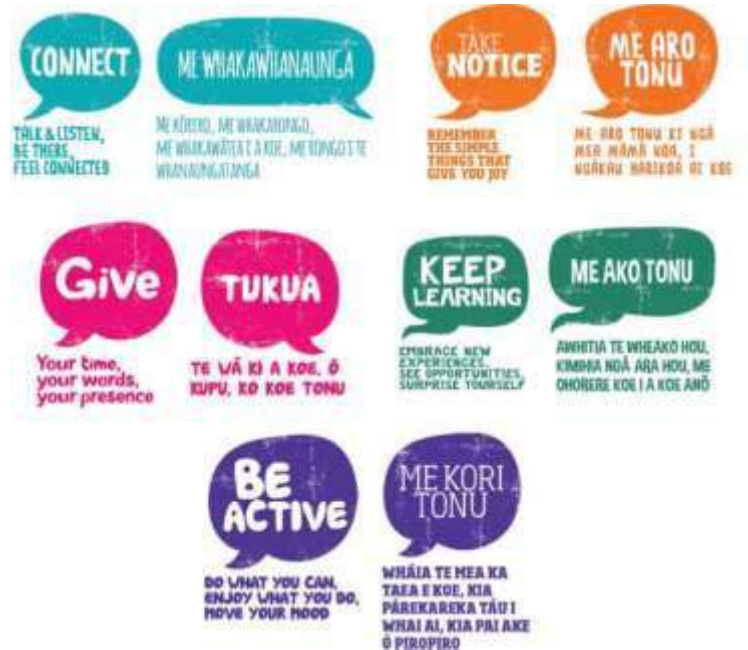 CONNECT
TALK & LISTEN,
BE THERE,
FEEL CONNECTED
ME WHAKAWHANAUNGA
ME KŌRERO, ME WHAKARONGO,
ME WHAKAWĀTEA I A KOE, ME RONGO I TE
WHANAUNGATANGA
TAKE
NOTICE
REMEMBER
THE SIMPLE
THINGS THAT
GIVE YOU JOY
ME ARO
TONU
ME ARO TONU KI NGĀ
MEA MĀMĀ NOA, I
NGĀKAU HARIKOA AI KOE
Give
Your time,
your words,
your presence
TUKUA
TE WĀ KI A KOE, Ō
KUPU, KO KOE TONU
KEEP
LEARNING
EMBRACE NEW
EXPERIENCES,
SEE OPPORTUNITIES,
SURPRISE YOURSELF
ME AKO TONU
AWHITIA TE WHEAKO HOU,
KIMIHIA NGĀ ARA HOU, ME
OHORERE KOE I A KOE ANŌ
BE
ACTIVE
DO WHAT YOU CAN,
ENJOY WHAT YOU DO,
MOVE YOUR MOOD
ME KORI
TONU
WHĀIA TE MEA KA
TAEA E KOE, KIA
PĀREKAREKA TĀU I
WHAI AI, KIA PAI AKE
Ō PIROPIRO